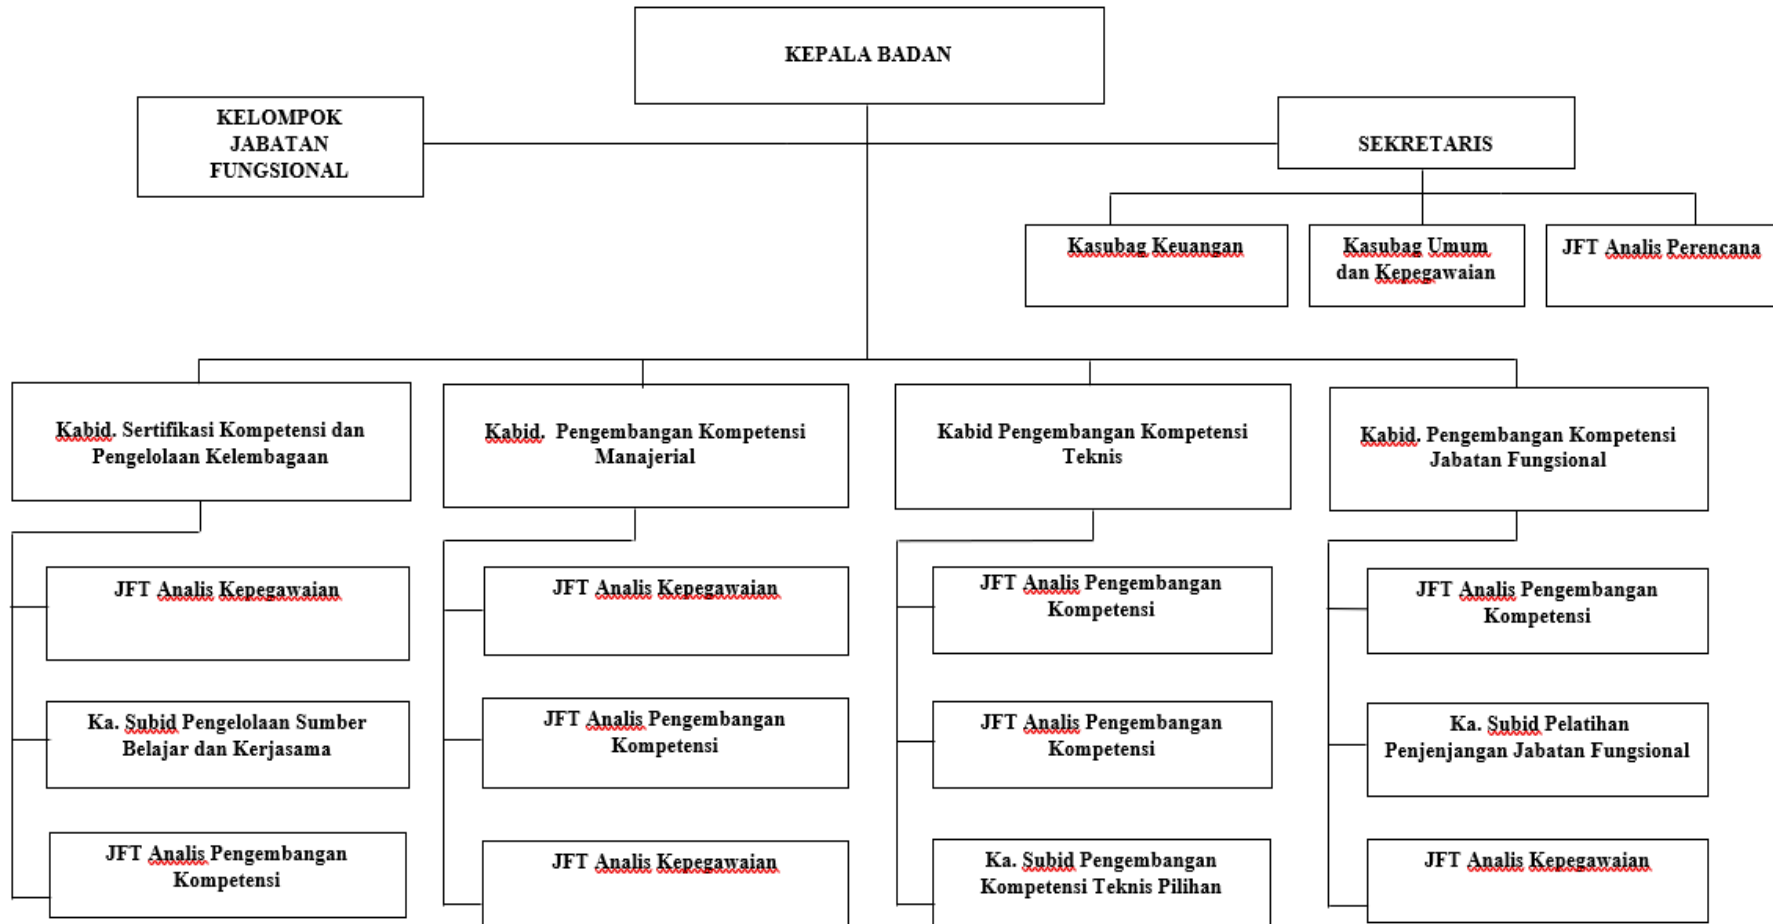 KEPALA BADAN
KELOMPOK
JABATAN
FUNGSIONAL
SEKRETARIS
Kasubag Keuangan
Kasubag Umum
dan Kepegawaian
JFT Analis Perencana
Kabid. Sertifikasi Kompetensi dan
Pengelolaan Kelembagaan
Kabid. Pengembangan Kompetensi
Manajerial
Kabid Pengembangan Kompetensi
Teknis
Kabid. Pengembangan Kompetensi
Jabatan Fungsional
JFT Analis Kepegawaian
JFT Analis Kepegawaian
JFT Analis Pengembangan
Kompetensi
JFT Analis Pengembangan
Kompetensi
Ka. Subid Pengelolaan Sumber
Belajar dan Kerjasama
JFT Analis Pengembangan
Kompetensi
JFT Analis Pengembangan
Kompetensi
Ka. Subid Pelatihan
Penjenjangan Jabatan Fungsional
JFT Analis Pengembangan
Kompetensi
JFT Analis Kepegawaian
Ka. Subid Pengembangan
Kompetensi Teknis Pilihan
JFT Analis Kepegawaian